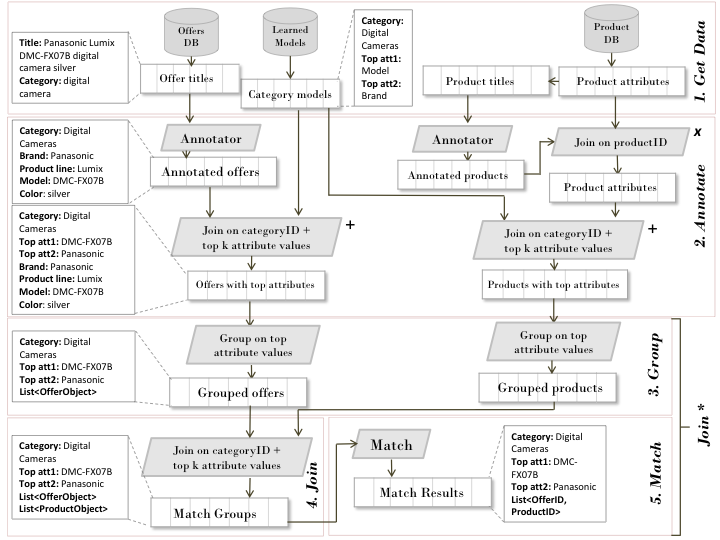 Offers
DB
Learned
Models
Category:
Digital
Cameras
Top att1:
Model
Top att2:
Brand
Product
DB
Title: Panasonic Lumix
DMC-FX07B digital
camera silver
Category: digital
camera
Offer titles
Category models
Product titles
Product attributes
1. Get Data
Category: Digital
Cameras
Brand: Panasonic
Product line: Lumix
Model: DMC-FX07B
Color: silver
Annotator
Annotated offers
Annotator
Annotated products
Join on productID
x
Product attributes
Category: Digital
Cameras
Top att1: DMC-FX07B
Top att2: Panasonic
Brand: Panasonic
Product line: Lumix
Model: DMC-FX07B
Color: silver
Join on categoryID +
top k attribute values
+
Join on categoryID +
top k attribute values
+
Offers with top attributes
Products with top attributes
2. Annotate
Category: Digital
Cameras
Top att1: DMC-FX07B
Top att2: Panasonic
List<OfferObject>
Group on top
attribute values
Grouped offers
Group on top
attribute values
Grouped products
3. Group
Category: Digital
Cameras
Top att1: DMC-FX07B
Top att2: Panasonic
List<OfferObject>
List<ProductObject>
Join on categoryID +
top k attribute values
Match Groups
4. Join
Match
Match Results
Category: Digital
Cameras
Top att1: DMC-
FX07B
Top att2: Panasonic
List<OfferID,
ProductID>
5. Match
Join *